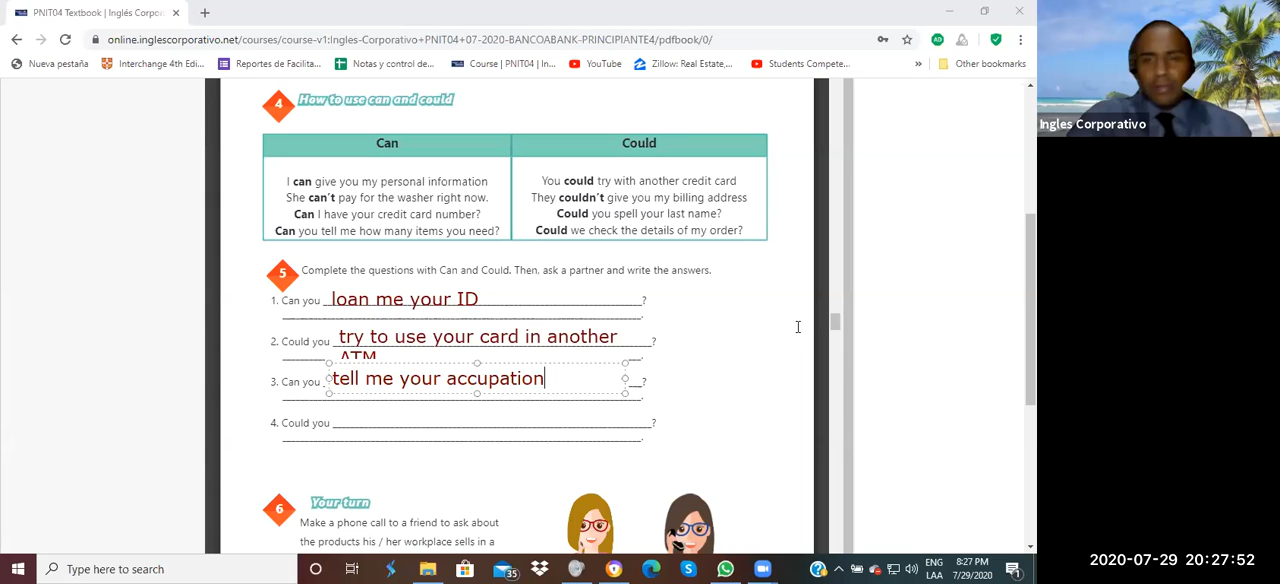 PNIT04 Textbook | Inglés Corpor
online.inglescorporativo.net/courses/course-v1:Ingles-Corporativo+PNIT04+07-2020-BANCOABANK-PRINCIPIANTE4/pdfbook/0/
Nueva pestaña
Interchange 4th Edi...
Reportes de Facilita...
Notas y control de...
Course | PNIT04 | In...
YouTube
Zillow: Real Estate,...
Students Compete...
»
Other bookmarks
Ingles Corporativo
4 How to use can and could
Can
Could
I can give you my personal information
She can't pay for the washer right now.
Can I have your credit card number?
Can you tell me how many items you need?
You could try with another credit card
They couldn't give you my billing address
Could you spell your last name?
Could we check the details of my order?
5 Complete the questions with Can and Could. Then, ask a partner and write the answers.
1. Can you loan me your ID ?
2. Could you try to use your card in another ?
ATM
3. Can you tell me your accupation ?
4. Could you ?
6 Your turn
Make a phone call to a friend to ask about
the products his / her workplace sells in a
Type here to search
35
ENG
LAA
8:27 PM
7/29/2020
1
2020-07-29 20:27:52